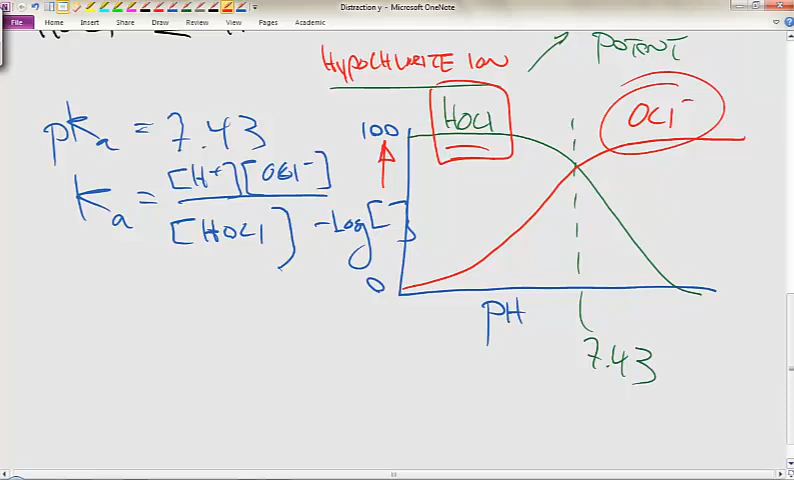 Distraction y - Microsoft OneNote
File Home Insert Draw Review View Pages Academic
HYPOCHLORITE ION
POTENT
HOCl
OCl⁻
100
pKa = 7.43
Ka = [H+][OCl-] / [HOCl]
-Log[ ]
0
PH
7.43